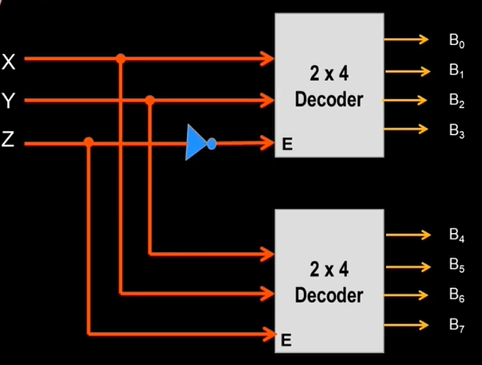 X
Y
Z
2 x 4
Decoder
E
B₀
B₁
B₂
B₃
2 x 4
Decoder
E
B₄
B₅
B₆
B₇